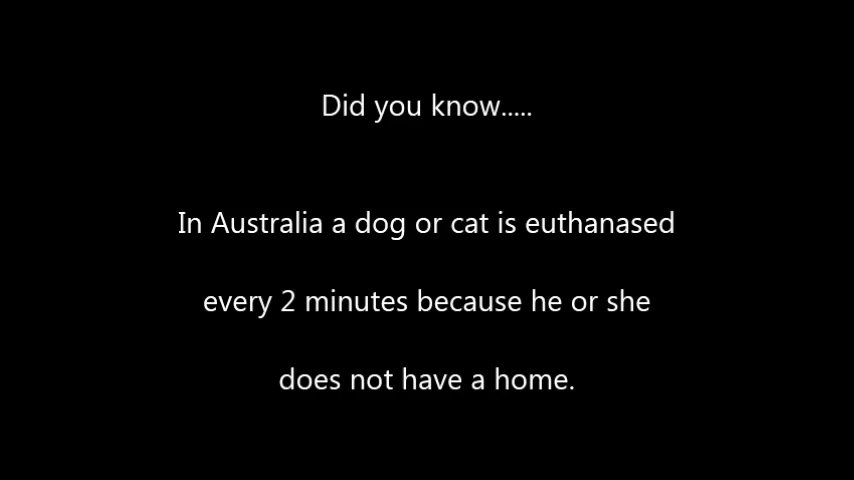 Did you know.....
In Australia a dog or cat is euthanased
every 2 minutes because he or she
does not have a home.